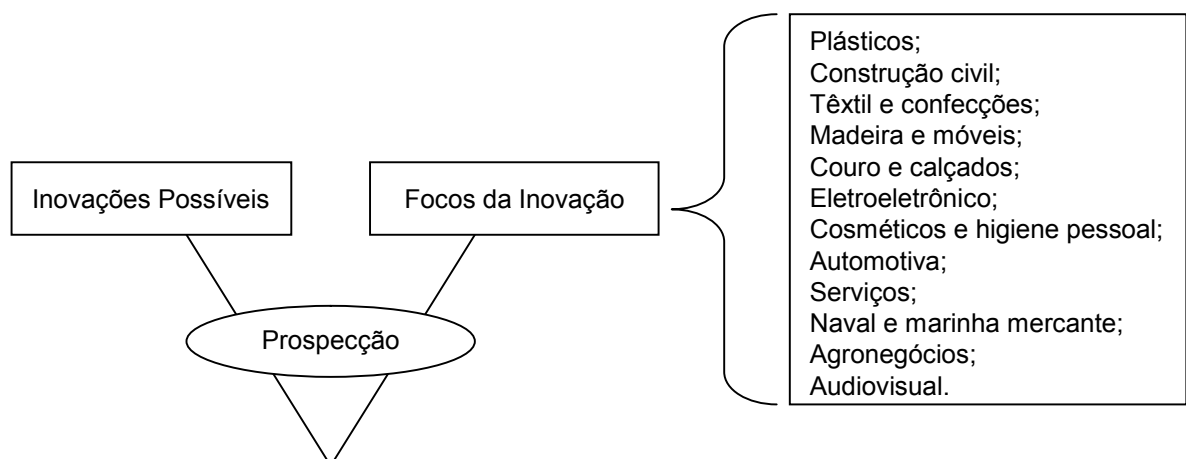 Inovações Possíveis
Focos da Inovação
Prospecção
Plásticos;
Construção civil;
Têxtil e confecções;
Madeira e móveis;
Couro e calçados;
Eletroeletrônico;
Cosméticos e higiene pessoal;
Automotiva;
Serviços;
Naval e marinha mercante;
Agronegócios;
Audiovisual.